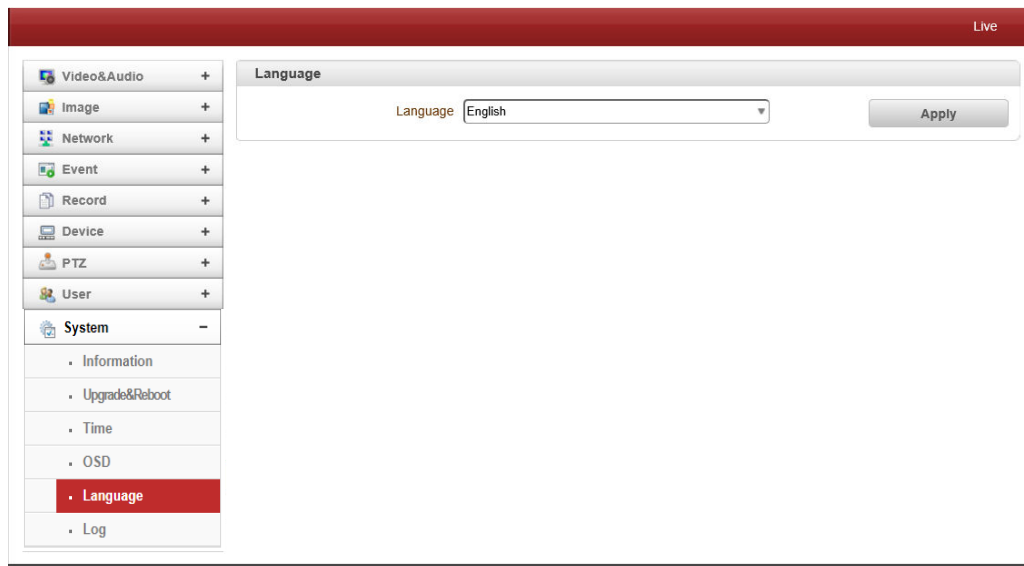 Live
Video&Audio +
Image +
Network +
Event +
Record +
Device +
PTZ +
User +
System -
Information
Upgrade&Reboot
Time
OSD
Language
Log
Language
Language English
Apply